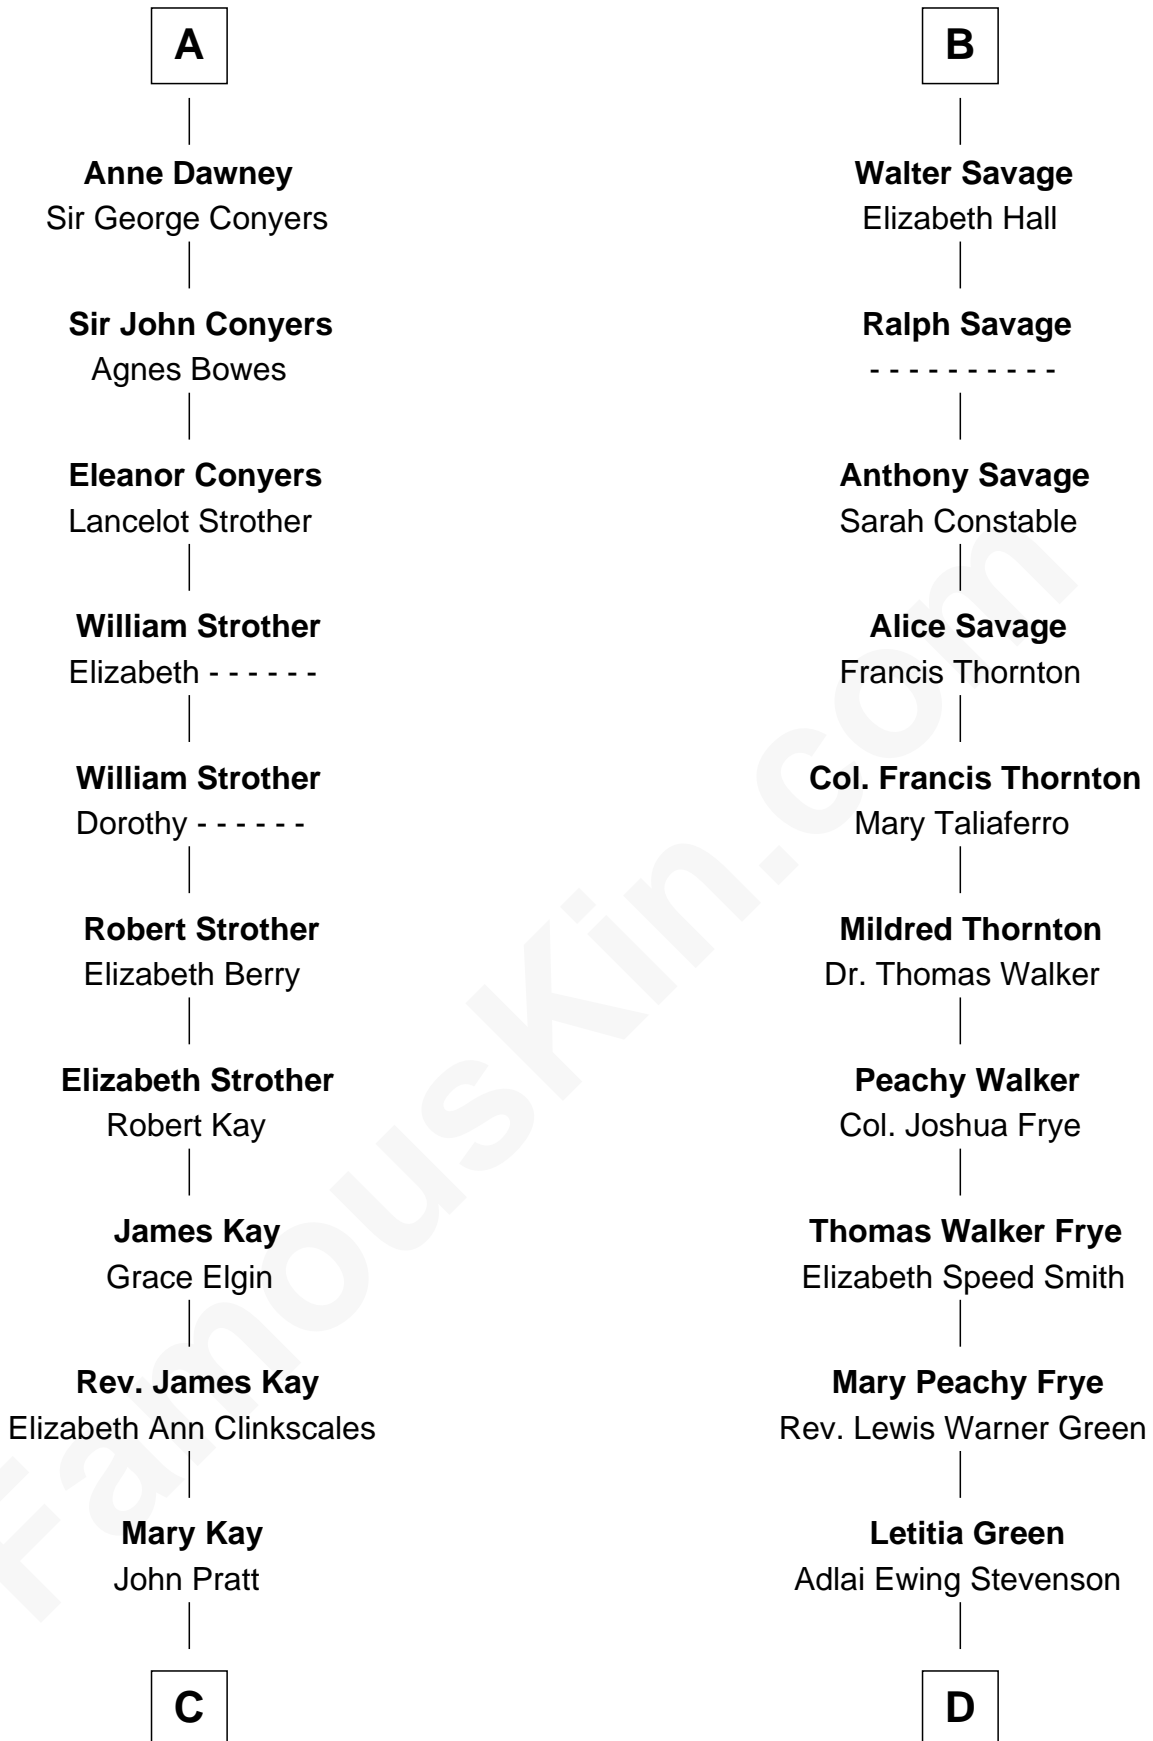 A
Anne Dawney
Sir George Conyers
Sir John Conyers
Agnes Bowes
Eleanor Conyers
Lancelot Strother
William Strother
Elizabeth - - - - - -
William Strother
Dorothy - - - - - -
Robert Strother
Elizabeth Berry
Elizabeth Strother
Robert Kay
James Kay
Grace Elgin
Rev. James Kay
Elizabeth Ann Clinkscales
Mary Kay
John Pratt
C
B
Walter Savage
Elizabeth Hall
Ralph Savage
- - - - - - - - - -
Anthony Savage
Sarah Constable
Alice Savage
Francis Thornton
Col. Francis Thornton
Mary Taliaferro
Mildred Thornton
Dr. Thomas Walker
Peachy Walker
Col. Joshua Frye
Thomas Walker Frye
Elizabeth Speed Smith
Mary Peachy Frye
Rev. Lewis Warner Green
Letitia Green
Adlai Ewing Stevenson
D
FamousKin.com